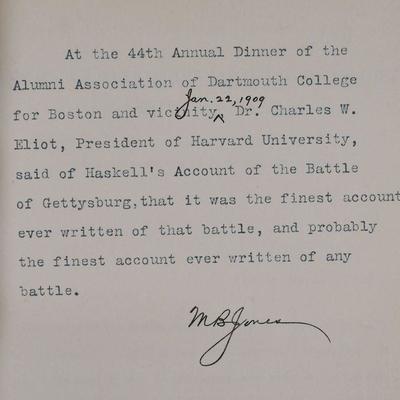 At the 44th Annual Dinner of the
Alumni Association of Dartmouth College
Jan. 22, 1909
for Boston and vicinity ‸ Dr. Charles W.
Eliot, President of Harvard University,
said of Haskell's Account of the Battle
of Gettysburg, that it was the finest account
ever written of that battle, and probably
the finest account ever written of any
battle.
M B Jones